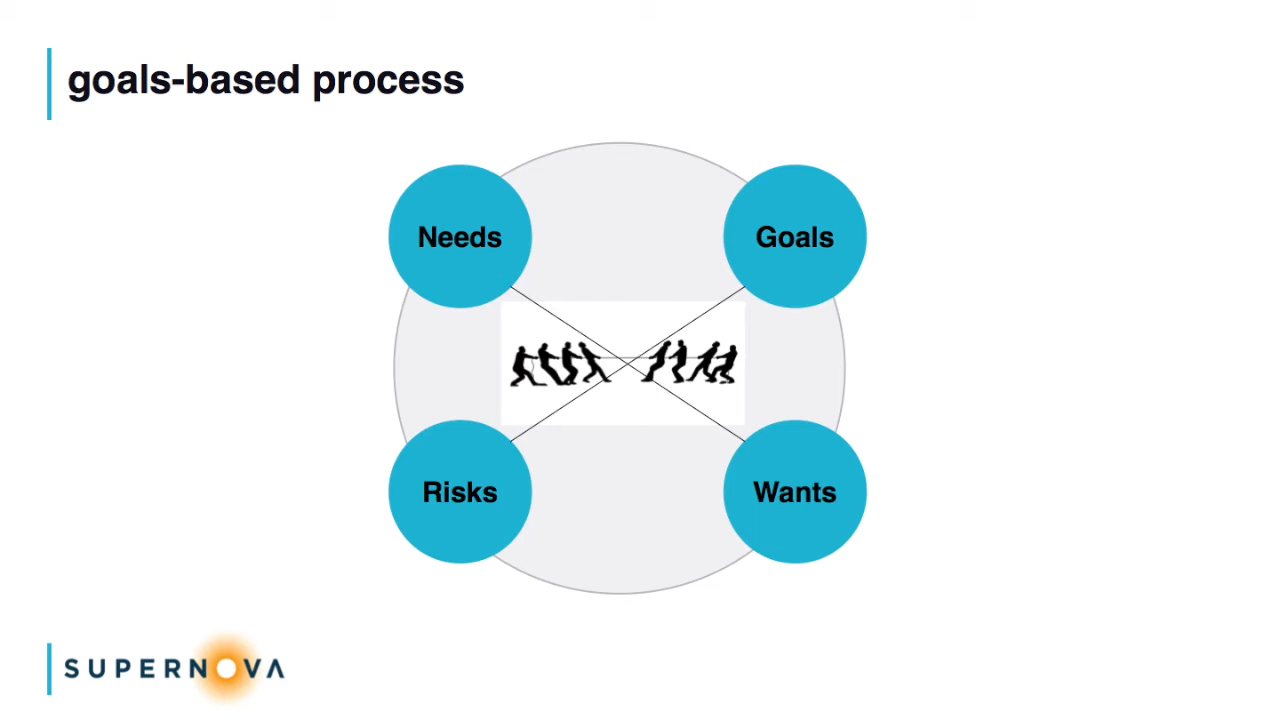 goals-based process
Needs
Goals
Risks
Wants
SUPERNOVA